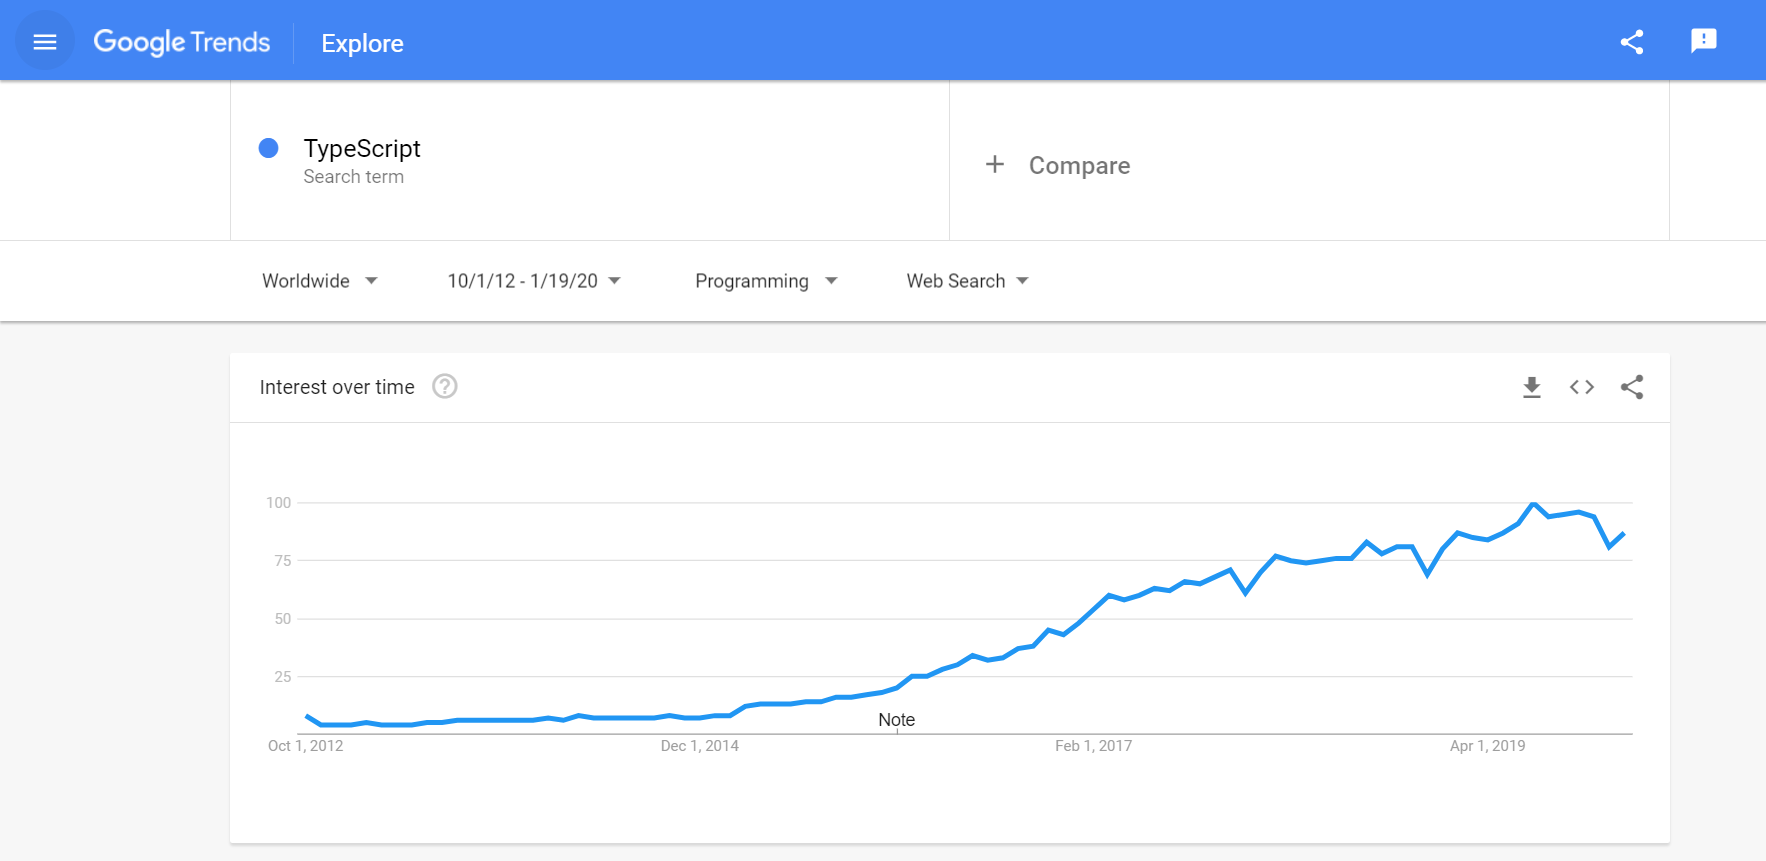 Google Trends
Explore
TypeScript
Search term
+ Compare
Worldwide
10/1/12 - 1/19/20
Programming
Web Search
Interest over time
?
100
75
50
25
Note
Oct 1, 2012
Dec 1, 2014
Feb 1, 2017
Apr 1, 2019